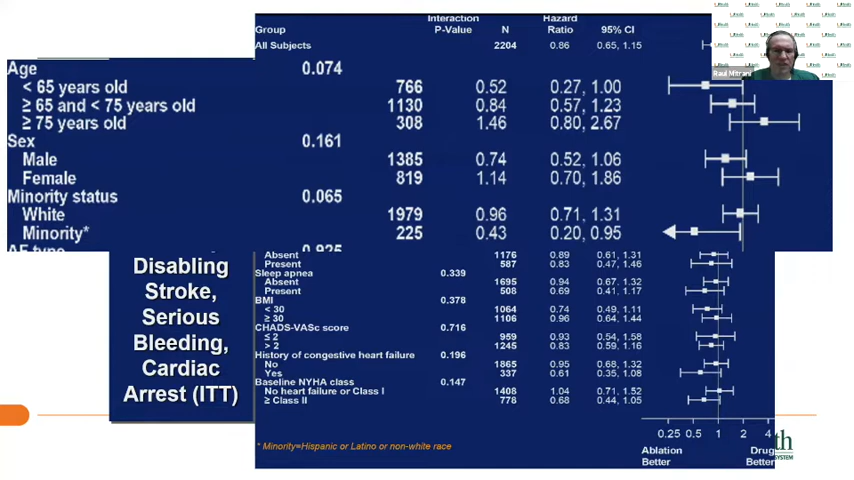 Interaction Hazard
Group P-Value N Ratio 95% CI
All Subjects 2204 0.86 0.65, 1.15
Raul Mitrani
Age 0.074
< 65 years old 766 0.52 0.27, 1.00
≥ 65 and < 75 years old 1130 0.84 0.57, 1.23
≥ 75 years old 308 1.46 0.80, 2.67
Sex 0.161
Male 1385 0.74 0.52, 1.06
Female 819 1.14 0.70, 1.86
Minority status 0.065
White 1979 0.96 0.71, 1.31
Minority* 225 0.43 0.20, 0.95
AF type 0.925
Absent 1176 0.89 0.61, 1.31
Present 587 0.83 0.47, 1.46
Sleep apnea 0.339
Absent 1695 0.94 0.67, 1.32
Present 508 0.69 0.41, 1.17
BMI 0.378
< 30 1064 0.74 0.49, 1.11
≥ 30 1106 0.96 0.64, 1.44
CHADS-VASc score 0.716
≤ 2 959 0.93 0.54, 1.58
> 2 1245 0.83 0.59, 1.16
History of congestive heart failure 0.196
No 1865 0.95 0.68, 1.32
Yes 337 0.61 0.35, 1.08
Baseline NYHA class 0.147
No heart failure or Class I 1408 1.04 0.71, 1.52
≥ Class II 778 0.68 0.44, 1.05
Disabling
Stroke,
Serious
Bleeding,
Cardiac
Arrest (ITT)
0.25 0.5 1 2 4
Ablation Drug
Better Better
* Minority=Hispanic or Latino or non-white race
th
SYSTEM